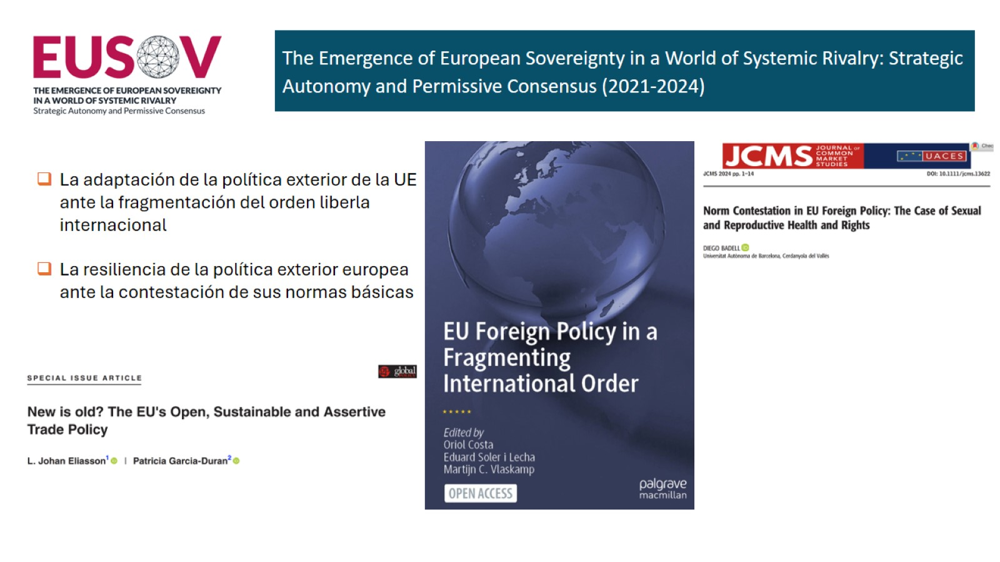 EUSOV
THE EMERGENCE OF EUROPEAN SOVEREIGNTY
IN A WORLD OF SYSTEMIC RIVALRY
Strategic Autonomy and Permissive Consensus
The Emergence of European Sovereignty in a World of Systemic Rivalry: Strategic
Autonomy and Permissive Consensus (2021-2024)
La adaptación de la política exterior de la UE
ante la fragmentación del orden liberla
internacional
La resiliencia de la política exterior europea
ante la contestación de sus normas básicas
SPECIAL ISSUE ARTICLE
global
New is old? The EU's Open, Sustainable and Assertive
Trade Policy
L. Johan Eliasson1 iD | Patricia Garcia-Duran2 iD
EU Foreign Policy in a
Fragmenting
International Order
Edited by
Oriol Costa
Eduard Soler i Lecha
Martijn C. Vlaskamp
OPEN ACCESS
palgrave
macmillan
JCMS
JOURNAL OF
COMMON
MARKET
STUDIES
UACES
Chec
JCMS 2024 pp. 1–14
DOI: 10.1111/jcms.13622
Norm Contestation in EU Foreign Policy: The Case of Sexual
and Reproductive Health and Rights
DIEGO BADELL iD
Universitat Autònoma de Barcelona, Cerdanyola del Vallès